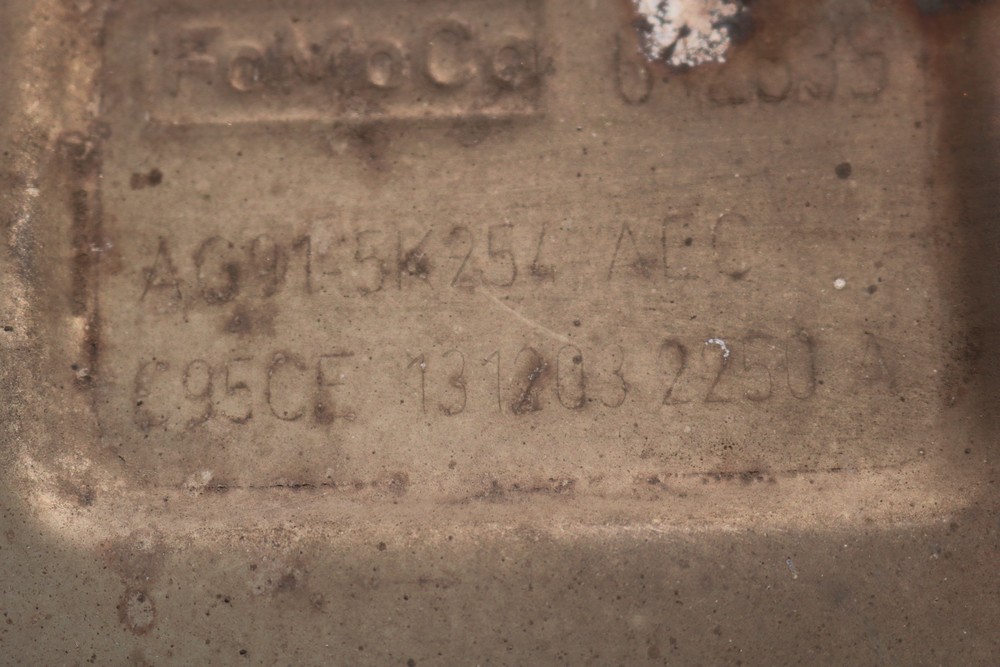 FoMoCo
AG91-5K254 AEC
C95CE 131203 2250 A